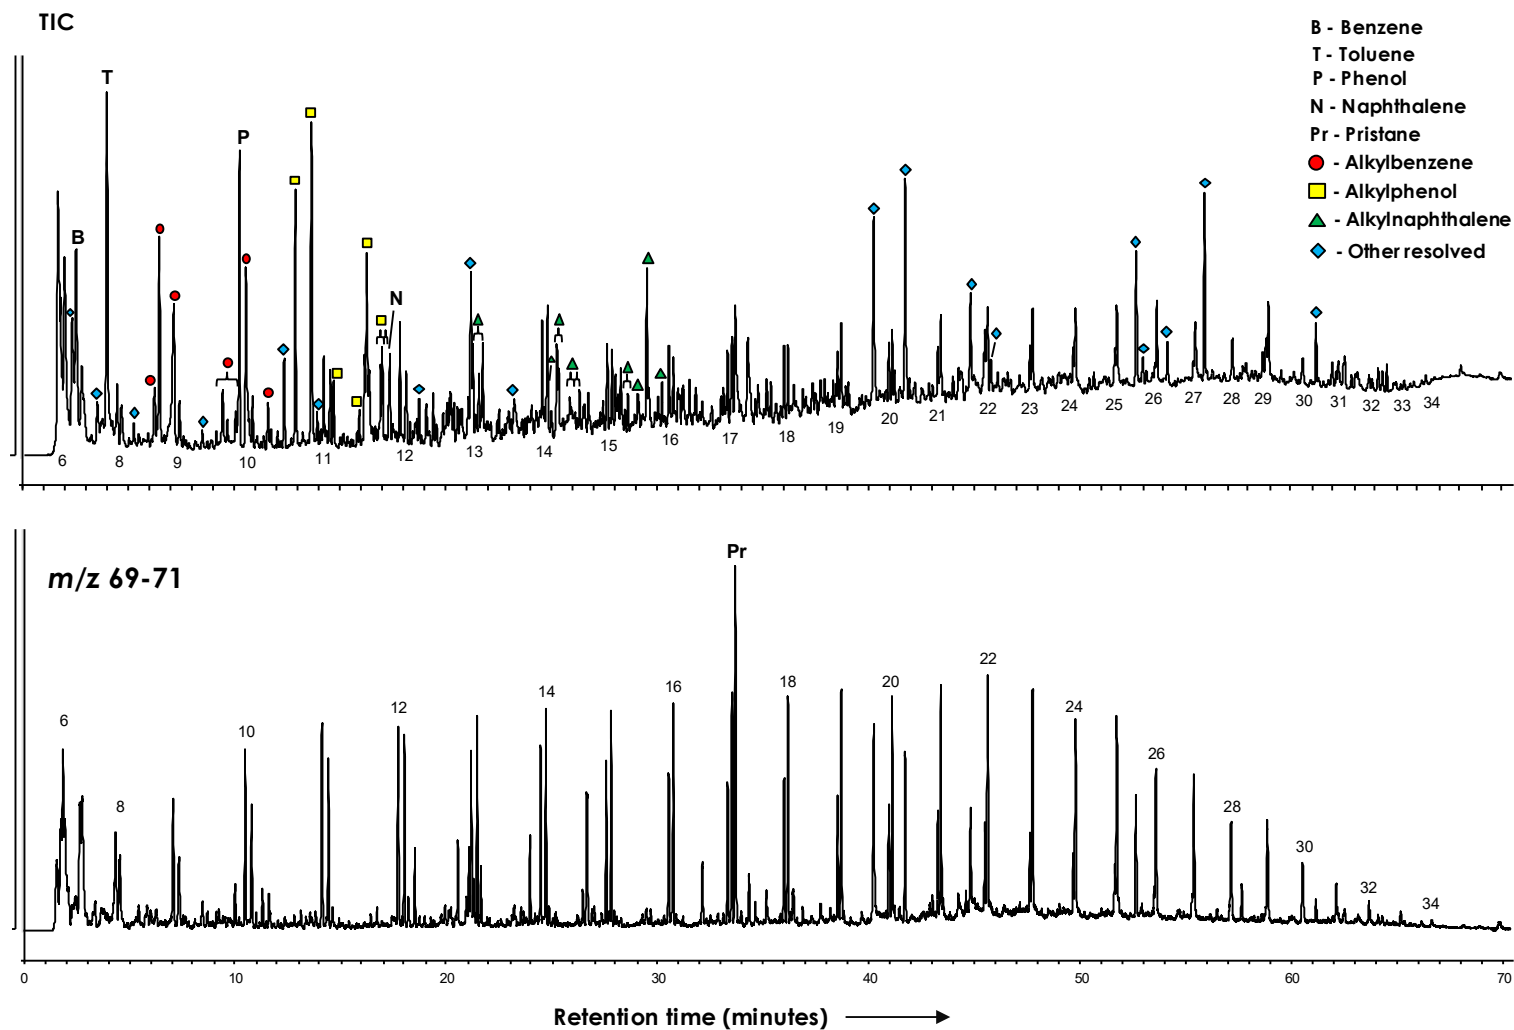 TIC
B - Benzene
T - Toluene
P - Phenol
N - Naphthalene
Pr - Pristane
- Alkylbenzene
- Alkylphenol
- Alkylnaphthalene
- Other resolved
T
P
B
N
6 8 9 10 11 12 13 14 15 16 17 18 19 20 21 22 23 24 25 26 27 28 29 30 31 32 33 34
m/z 69-71
Pr
6 8 10 12 14 16 18 20 22 24 26 28 30 32 34
0 10 20 30 40 50 60 70
Retention time (minutes)